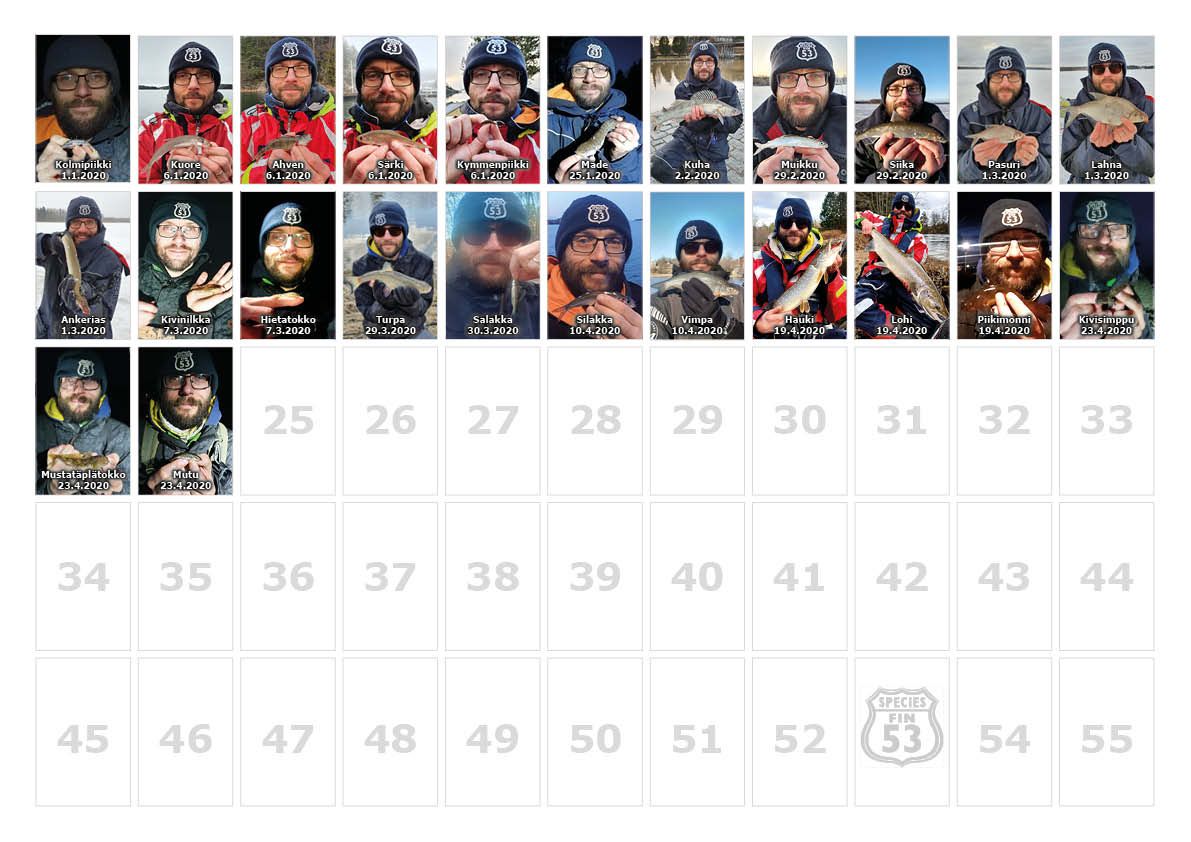 Kolmipiikki
1.1.2020
Kuore
6.1.2020
Ahven
6.1.2020
Särki
6.1.2020
Kymmenpiikki
6.1.2020
Made
25.1.2020
Kuha
2.2.2020
Muikku
29.2.2020
Siika
29.2.2020
Pasuri
1.3.2020
Lahna
1.3.2020
Ankerias
1.3.2020
Kivinilkka
7.3.2020
Hietatokko
7.3.2020
Turpa
29.3.2020
Salakka
30.3.2020
Silakka
10.4.2020
Vimpa
10.4.2020
Hauki
19.4.2020
Lohi
19.4.2020
Piikimonni
19.4.2020
Kivisimppu
23.4.2020
Mustatäplätokko
23.4.2020
Mutu
23.4.2020
25
26
27
28
29
30
31
32
33
34
35
36
37
38
39
40
41
42
43
44
45
46
47
48
49
50
51
52
SPECIES
FIN
53
54
55